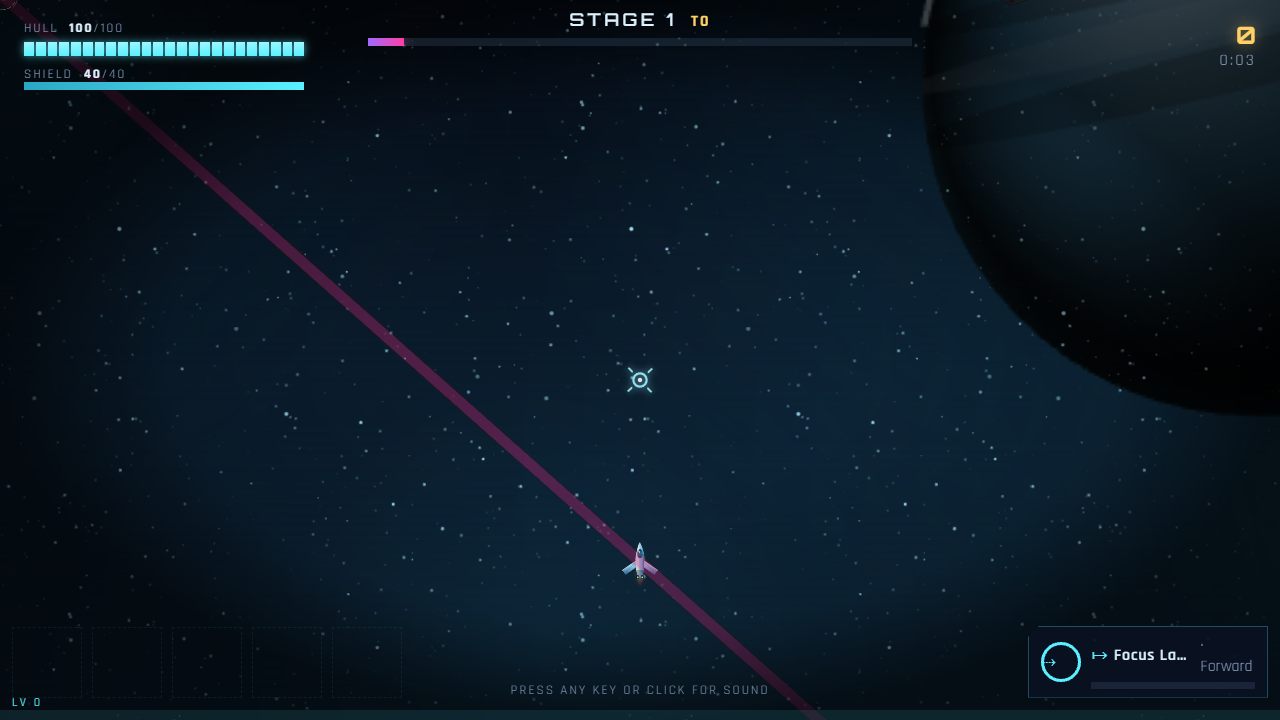 HULL 100/100
SHIELD 40/40
STAGE 1 T0
0
0:03
PRESS ANY KEY OR CLICK FOR SOUND
LV 0
↦ Focus La...
· Forward